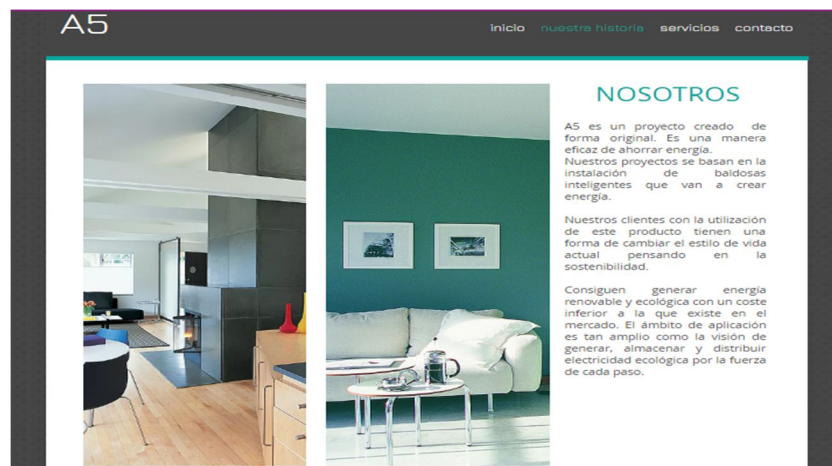 A5
inicio nuestra historia servicios contacto
NOSOTROS
A5 es un proyecto creado de
forma original. Es una manera
eficaz de ahorrar energía.
Nuestros proyectos se basan en la
instalación de baldosas
inteligentes que van a crear
energía.
Nuestros clientes con la utilización
de este producto tienen una
forma de cambiar el estilo de vida
actual pensando en la
sostenibilidad.
Consiguen generar energía
renovable y ecológica con un coste
inferior a la que existe en el
mercado. El ámbito de aplicación
es tan amplio como la visión de
generar, almacenar y distribuir
electricidad ecológica por la fuerza
de cada paso.